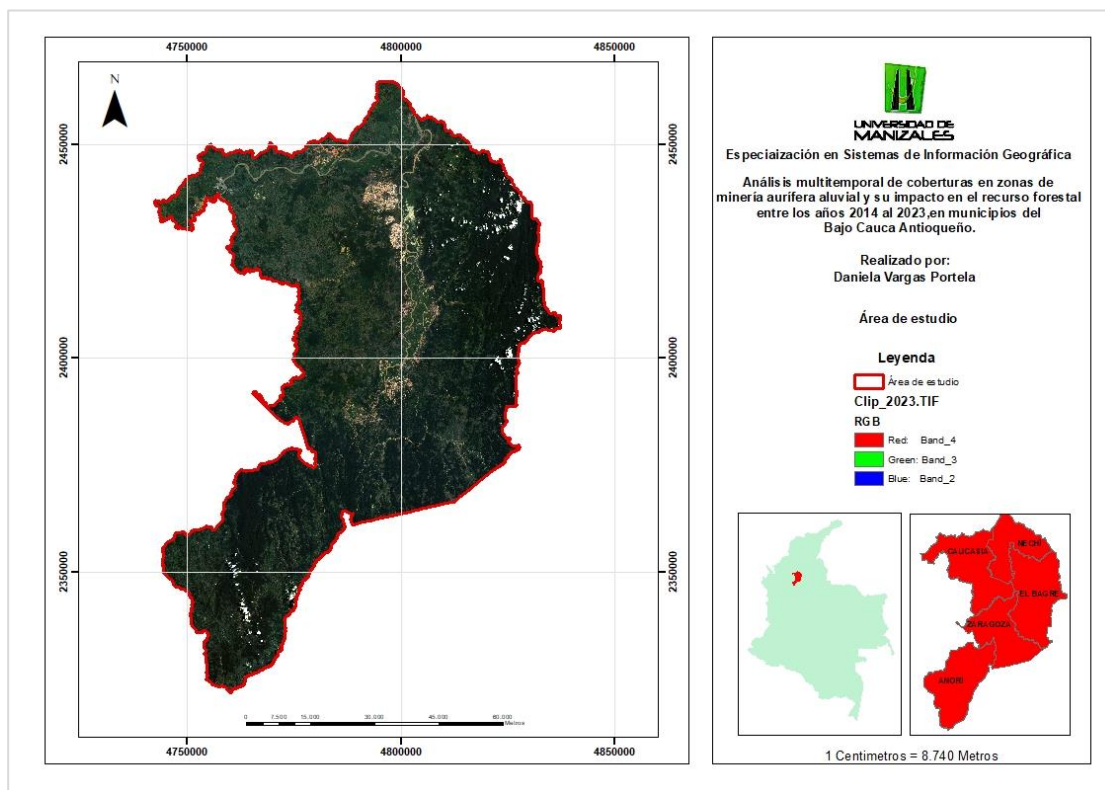 4750000
4800000
4850000
N
2450000
2450000
2400000
2400000
2350000
2350000
0
7.500
15.000
30.000
45.000
60.000
Metros
4750000
4800000
4850000
UNIVERSIDAD DE
MANIZALES
Especiaización en Sistemas de Información Geográfica
Análisis multitemporal de coberturas en zonas de
minería aurífera aluvial y su impacto en el recurso forestal
entre los años 2014 al 2023,en municipios del
Bajo Cauca Antioqueño.
Realizado por:
Daniela Vargas Portela
Área de estudio
Leyenda
Área de estudio
Clip_2023.TIF
RGB
Red: Band_4
Green: Band_3
Blue: Band_2
CAUCASIA
NECHÍ
EL BAGRE
ZARAGOZA
ANORÍ
1 Centimetros = 8.740 Metros